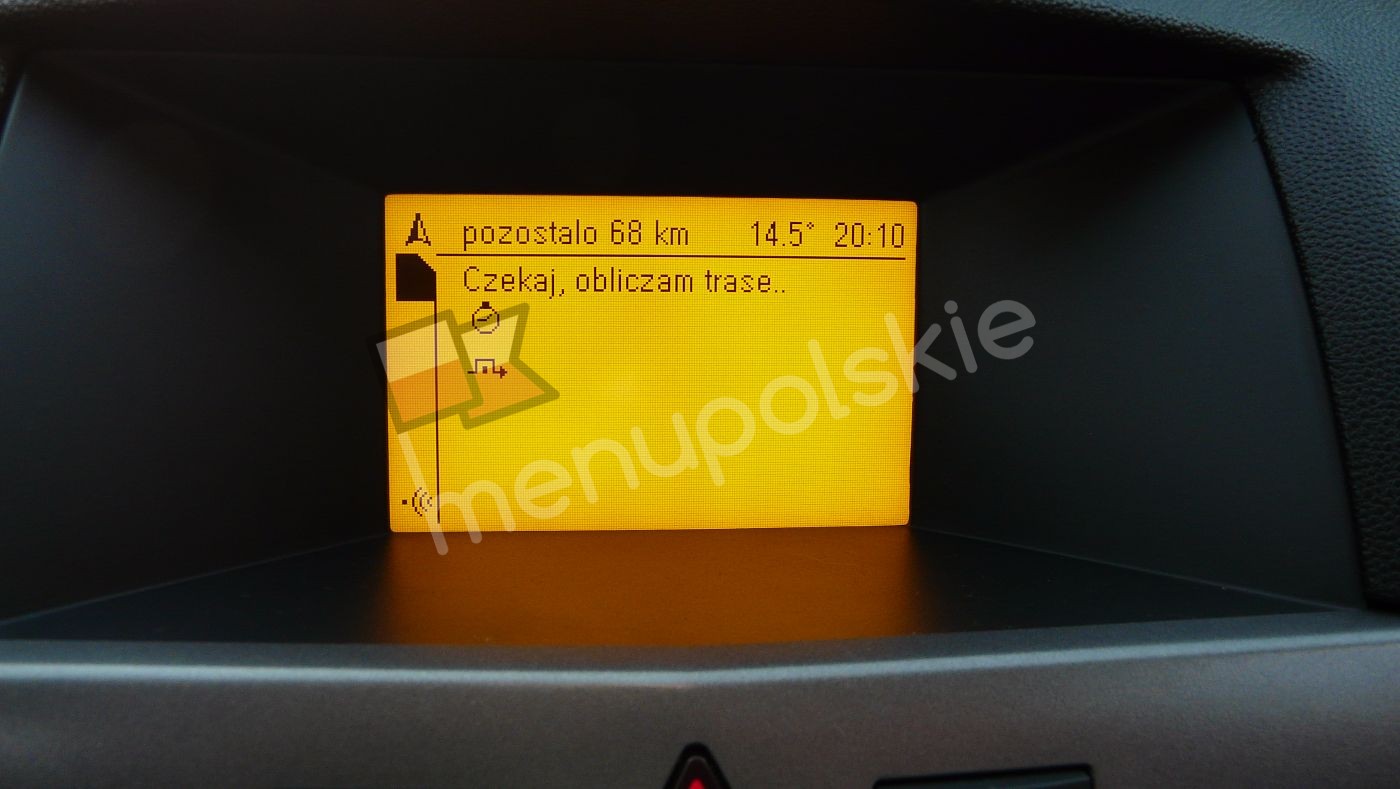 pozostalo 68 km 14.5° 20:10
Czekaj, obliczam trase..
menupolskie